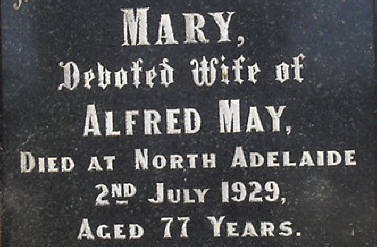 MARY,
Devoted Wife of
ALFRED MAY,
DIED AT NORTH ADELAIDE
2ND JULY 1929,
AGED 77 YEARS.